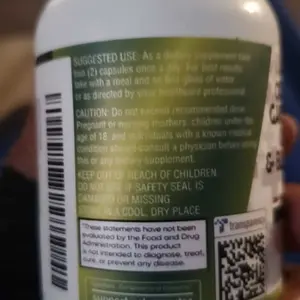 SUGGESTED USE: As a dietary supplement take
two (2) capsules once a day. For best results
take with a meal and an 8oz glass of water
or as directed by your healthcare professional.
CAUTION: Do not exceed recommended dose.
Pregnant or nursing mothers, children under the
age of 18, and individuals with a known medical
condition should consult a physician before using
this or any dietary supplement.
KEEP OUT OF REACH OF CHILDREN.
DO NOT USE IF SAFETY SEAL IS
DAMAGED OR MISSING.
STORE IN A COOL, DRY PLACE
*These statements have not been
evaluated by the Food and Drug
Administration. This product
is not intended to diagnose, treat,
cure, or prevent any disease.
transparency